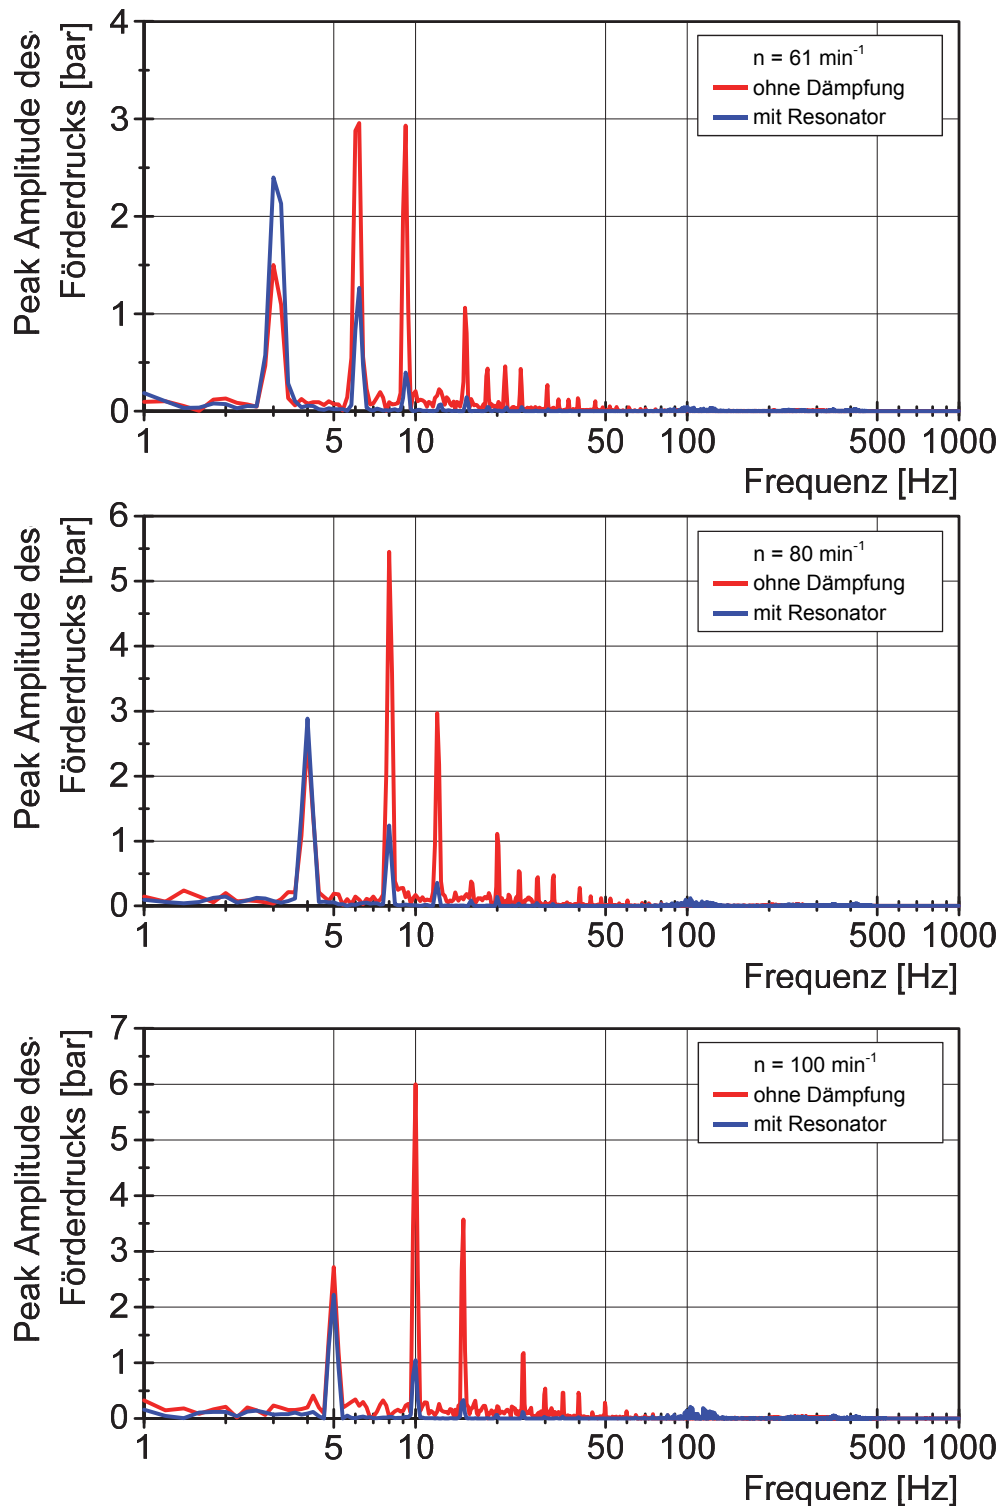 Peak Amplitude des
Förderdrucks [bar]
4
3
2
1
0
n = 61 min⁻¹
ohne Dämpfung
mit Resonator
1 5 10 50 100 500 1000
Frequenz [Hz]
Peak Amplitude des
Förderdrucks [bar]
6
5
4
3
2
1
0
n = 80 min⁻¹
ohne Dämpfung
mit Resonator
1 5 10 50 100 500 1000
Frequenz [Hz]
Peak Amplitude des
Förderdrucks [bar]
7
6
5
4
3
2
1
0
n = 100 min⁻¹
ohne Dämpfung
mit Resonator
1 5 10 50 100 500 1000
Frequenz [Hz]